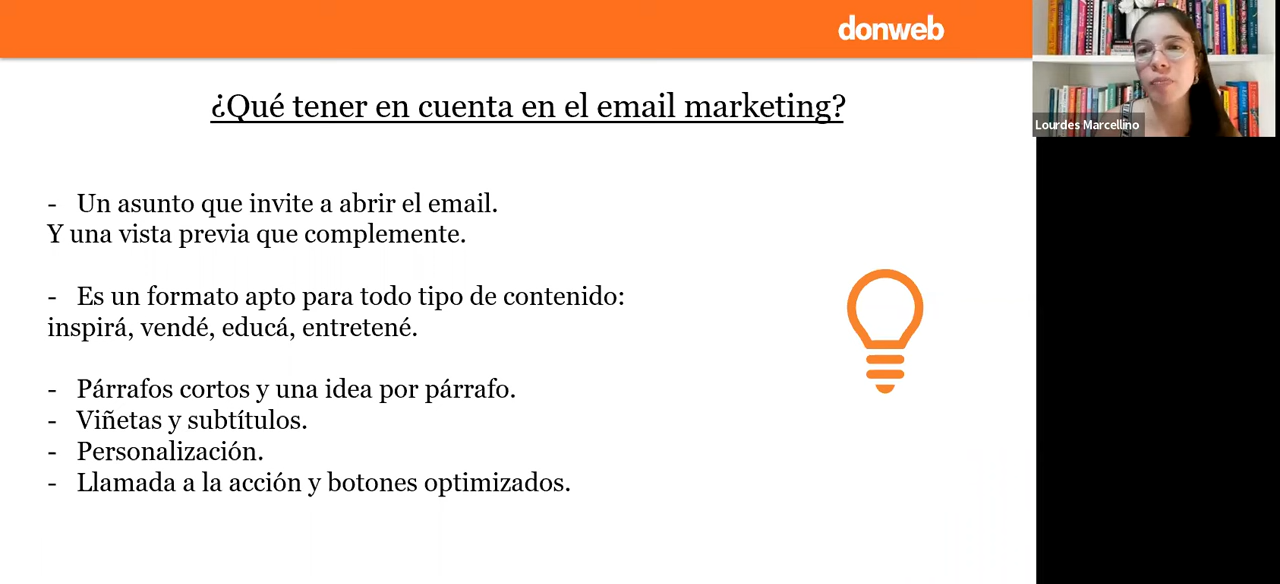 donweb
¿Qué tener en cuenta en el email marketing?
Lourdes Marcellino
- Un asunto que invite a abrir el email.
Y una vista previa que complemente.
- Es un formato apto para todo tipo de contenido:
inspirá, vendé, educá, entretené.
- Párrafos cortos y una idea por párrafo.
- Viñetas y subtítulos.
- Personalización.
- Llamada a la acción y botones optimizados.